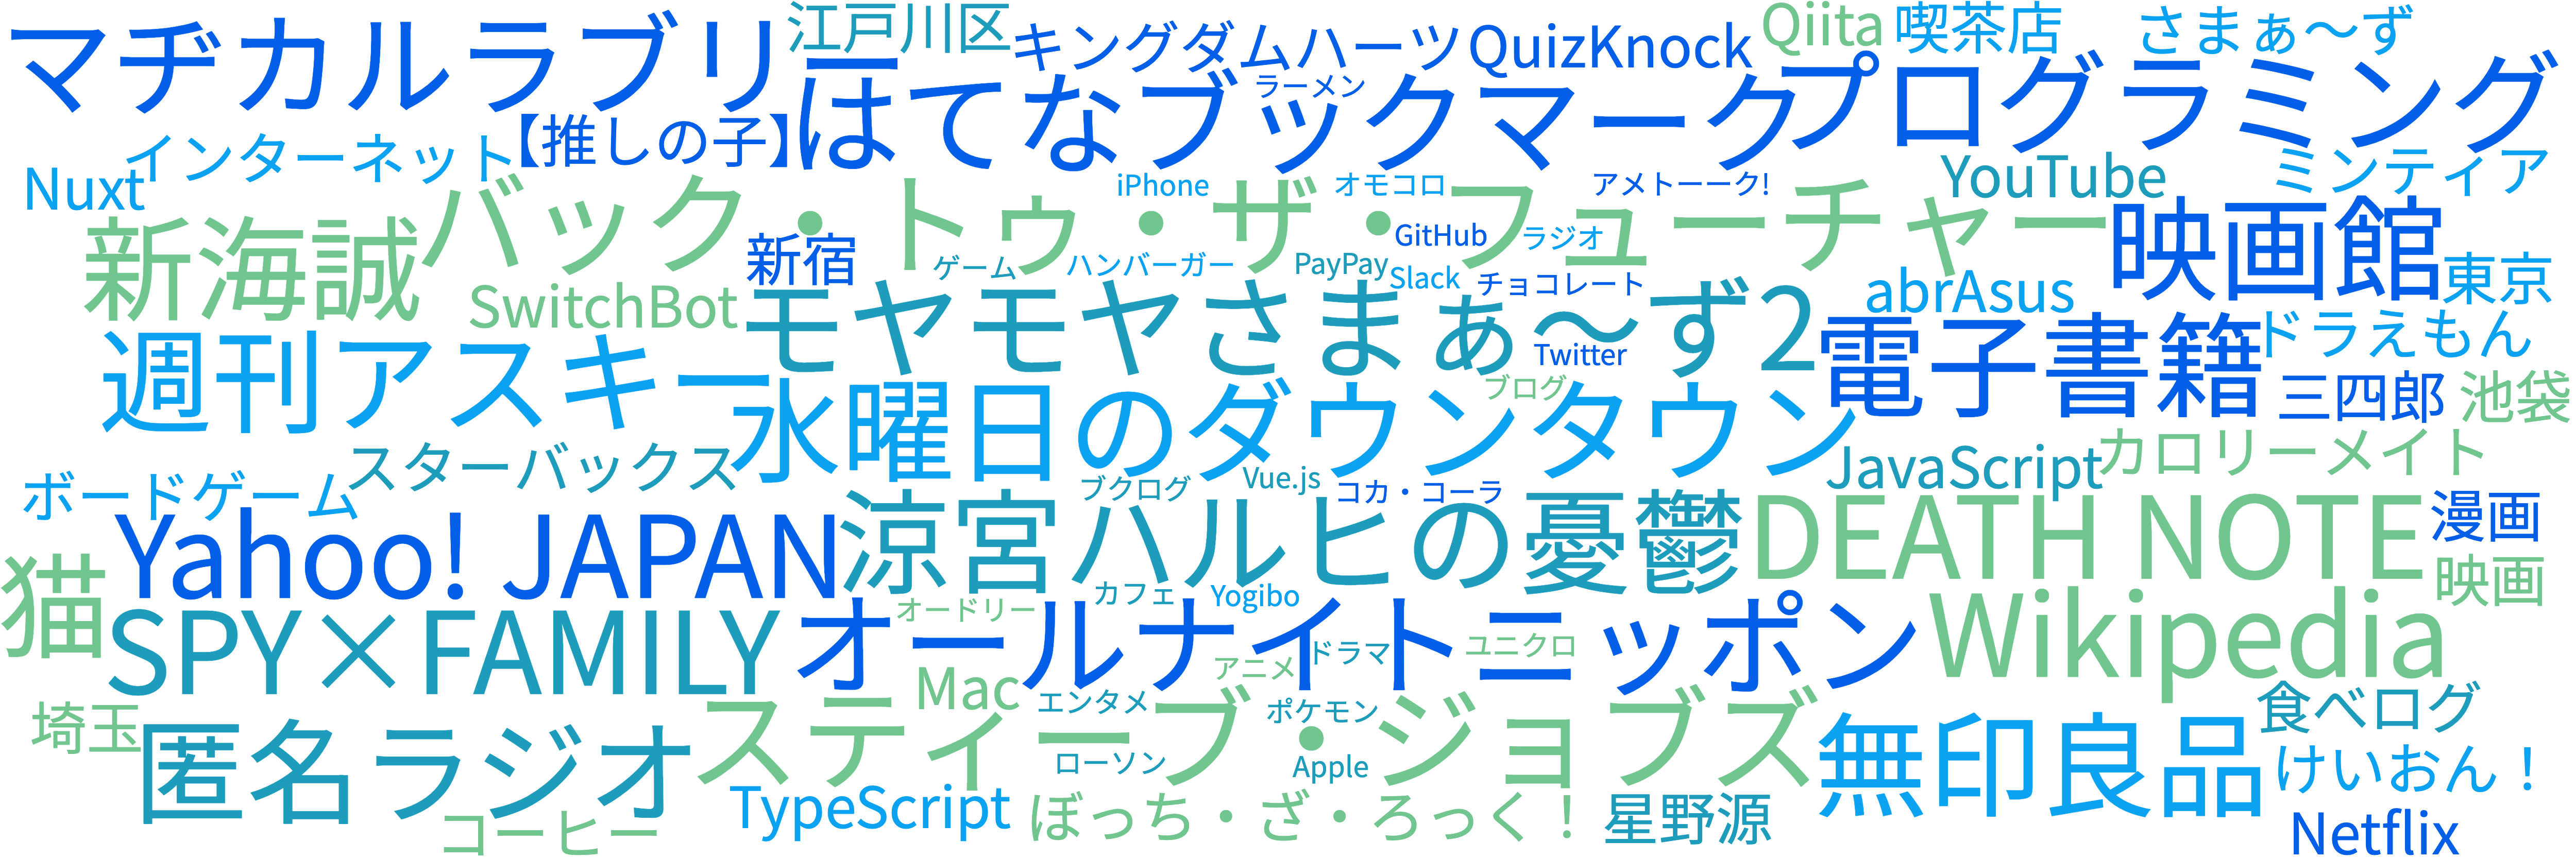 江戸川区
Qiita
喫茶店
さまぁ～ず
マヂカルラブリー
キングダムハーツ
QuizKnock
ラーメン
はてなブックマーク
プログラミング
【推しの子】
インターネット
Nuxt
YouTube
ミンティア
iPhone
オモコロ
アメトーーク!
バック・トゥ・ザ・フューチャー
新海誠
新宿
GitHub
ラジオ
映画館
ゲーム
ハンバーガー
PayPay
Slack
チョコレート
東京
SwitchBot
abrAsus
モヤモヤさまぁ～ず2
Twitter
ドラえもん
電子書籍
週刊アスキー
ブログ
三四郎
池袋
水曜日のダウンタウン
スターバックス
JavaScript
カロリーメイト
ボードゲーム
ブクログ
Vue.js
コカ・コーラ
漫画
Yahoo! JAPAN
涼宮ハルヒの憂鬱
DEATH NOTE
猫
カフェ
Yogibo
映画
SPY×FAMILY
オードリー
オールナイトニッポン
Wikipedia
ドラマ
ユニクロ
アニメ
Mac
エンタメ
ポケモン
食べログ
埼玉
匿名ラジオ
スティーブ・ジョブズ
無印良品
ローソン
Apple
けいおん！
TypeScript
ぼっち・ざ・ろっく！
星野源
コーヒー
Netflix